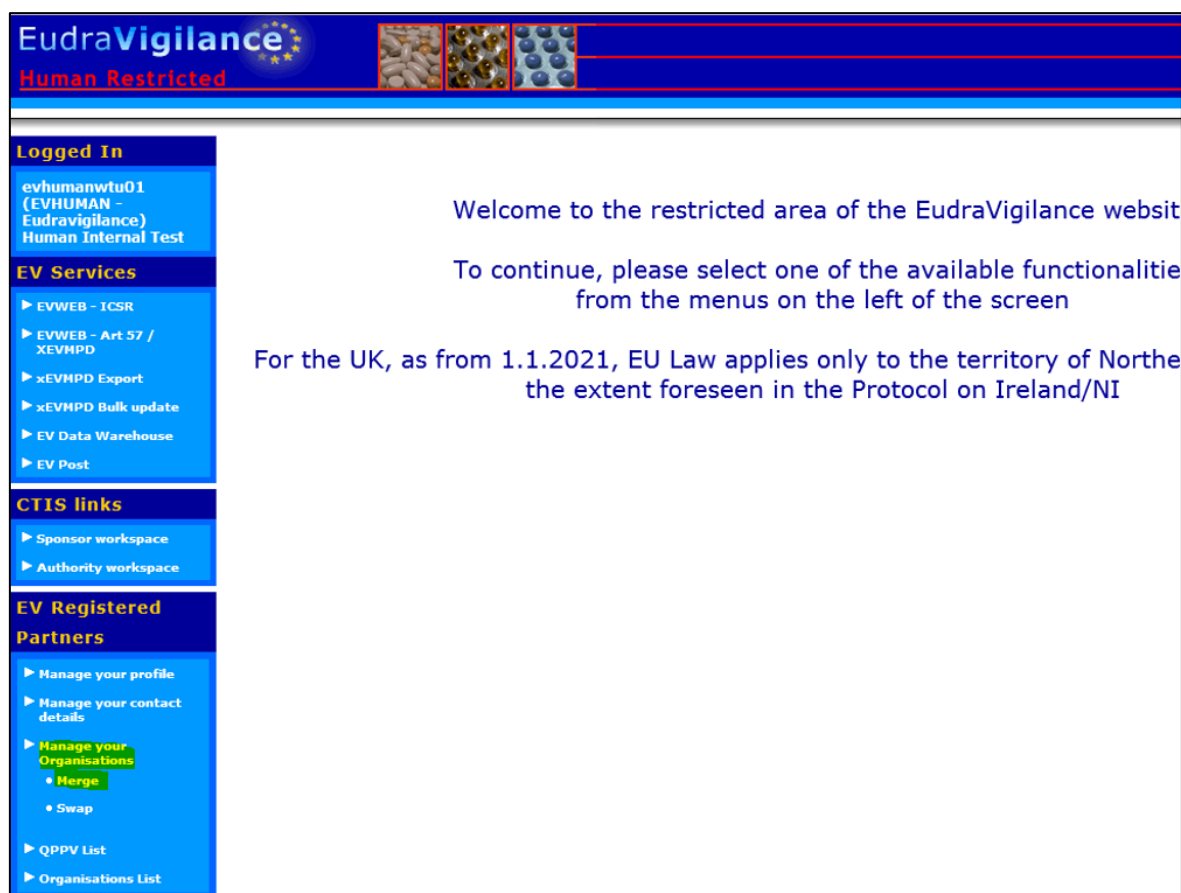 EudraVigilance
Human Restricted
Logged In
evhumanwtu01
(EVHUMAN -
Eudravigilance)
Human Internal Test
EV Services
EVWEB - ICSR
EVWEB - Art 57 /
XEVMPD
xEVMPD Export
xEVMPD Bulk update
EV Data Warehouse
EV Post
CTIS links
Sponsor workspace
Authority workspace
EV Registered
Partners
Manage your profile
Manage your contact
details
Manage your
Organisations
Merge
Swap
QPPV List
Organisations List
Welcome to the restricted area of the EudraVigilance websit
To continue, please select one of the available functionalitie
from the menus on the left of the screen
For the UK, as from 1.1.2021, EU Law applies only to the territory of Northe
the extent foreseen in the Protocol on Ireland/NI